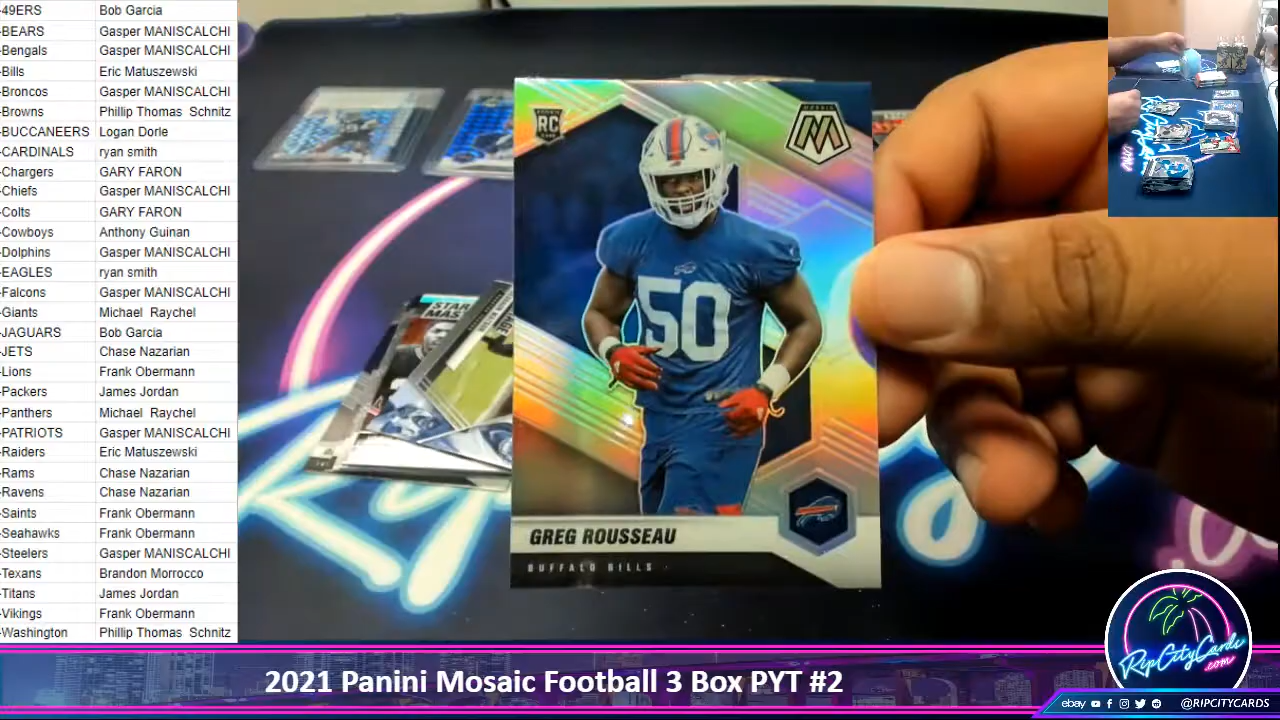 -49ERS Bob Garcia
-BEARS Gasper MANISCALCHI
-Bengals Gasper MANISCALCHI
-Bills Eric Matuszewski
-Broncos Gasper MANISCALCHI
-Browns Phillip Thomas Schnitz
-BUCCANEERS Logan Dorle
-CARDINALS ryan smith
-Chargers GARY FARON
-Chiefs Gasper MANISCALCHI
-Colts GARY FARON
-Cowboys Anthony Guinan
-Dolphins Gasper MANISCALCHI
-EAGLES ryan smith
-Falcons Gasper MANISCALCHI
-Giants Michael Raychel
-JAGUARS Bob Garcia
-JETS Chase Nazarian
-Lions Frank Obermann
-Packers James Jordan
-Panthers Michael Raychel
-PATRIOTS Gasper MANISCALCHI
-Raiders Eric Matuszewski
-Rams Chase Nazarian
-Ravens Chase Nazarian
-Saints Frank Obermann
-Seahawks Frank Obermann
-Steelers Gasper MANISCALCHI
-Texans Brandon Morrocco
-Titans James Jordan
-Vikings Frank Obermann
-Washington Phillip Thomas Schnitz
RC
MOSAIC
M
50
GREG ROUSSEAU
BUFFALO BILLS
RipCityCards
.com
2021 Panini Mosaic Football 3 Box PYT #2
ebay @RIPCITYCARDS